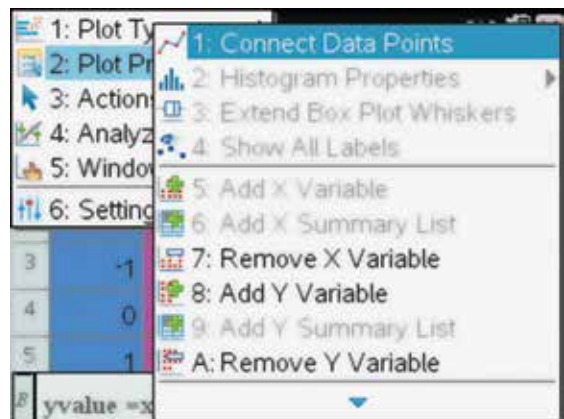 1: Plot Ty
2: Plot Pr
3: Action
4: Analyz
5: Window
6: Setting
1: Connect Data Points
2: Histogram Properties
3: Extend Box Plot Whiskers
4: Show All Labels
5: Add X Variable
6: Add X Summary List
7: Remove X Variable
8: Add Y Variable
9: Add Y Summary List
A: Remove Y Variable
3 -1
4 0
5 1
B yvalue =x